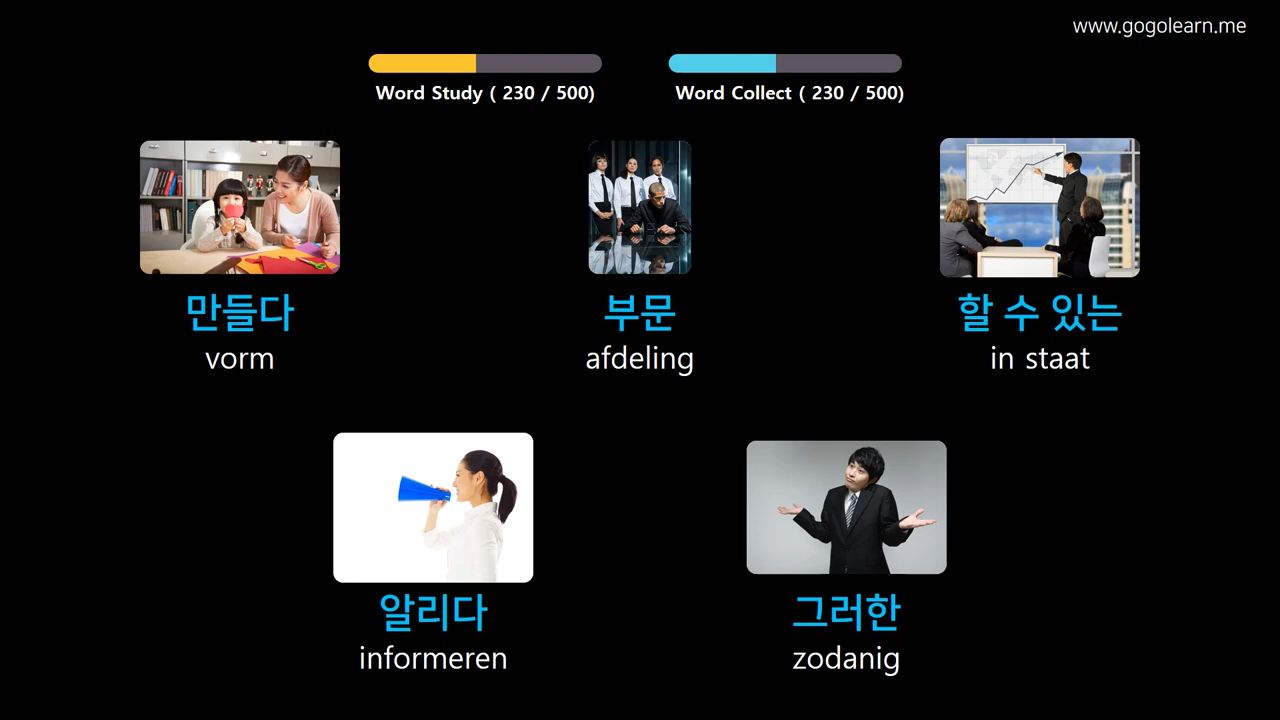 www.gogolearn.me
Word Study ( 230 / 500)
Word Collect ( 230 / 500)
만들다
vorm
부문
afdeling
할 수 있는
in staat
알리다
informeren
그러한
zodanig